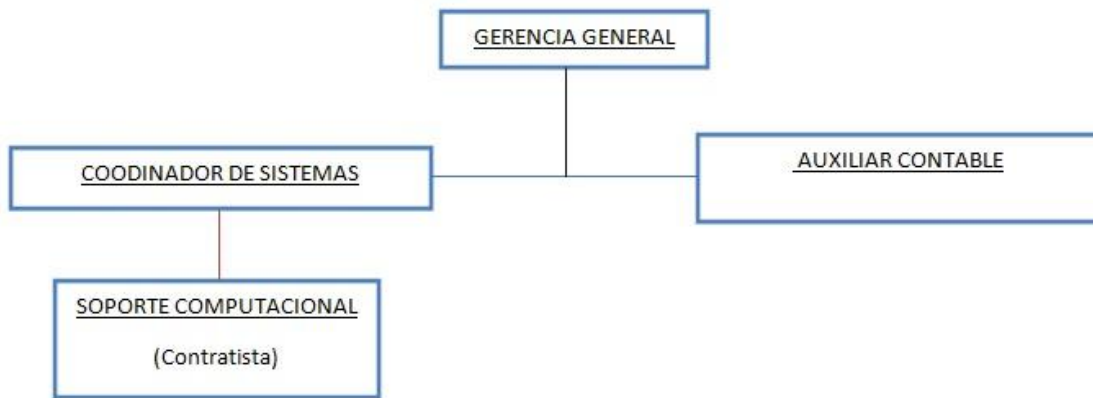 GERENCIA GENERAL
COODINADOR DE SISTEMAS
AUXILIAR CONTABLE
SOPORTE COMPUTACIONAL
(Contratista)